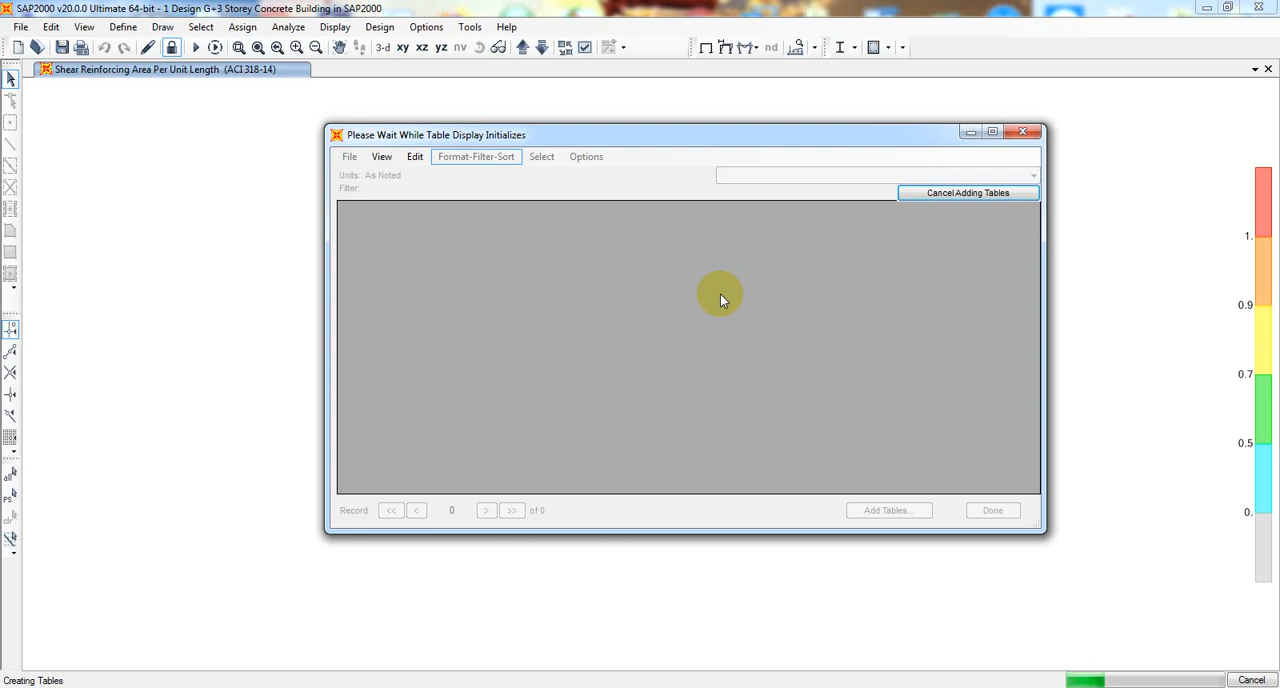 SAP2000 v20.0.0 Ultimate 64-bit - 1 Design G+3 Storey Concrete Building in SAP2000
File Edit View Define Draw Select Assign Analyze Display Design Options Tools Help
3-d xy xz yz nv nd
Shear Reinforcing Area Per Unit Length (ACI 318-14)
Please Wait While Table Display Initializes
File View Edit Format-Filter-Sort Select Options
Units: As Noted
Filter:
Cancel Adding Tables
Record << < 0 > >> of 0 Add Tables... Done
1.
0.9
0.7
0.5
0.
all
PS
clr
Creating Tables
Cancel